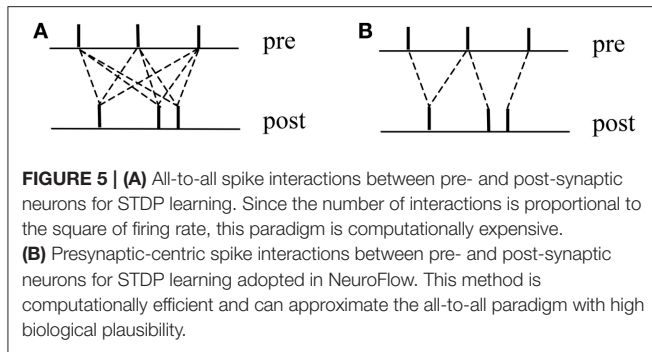 A
pre
post
B
pre
post
FIGURE 5 | (A) All-to-all spike interactions between pre- and post-synaptic
neurons for STDP learning. Since the number of interactions is proportional to
the square of firing rate, this paradigm is computationally expensive.
(B) Presynaptic-centric spike interactions between pre- and post-synaptic
neurons for STDP learning adopted in NeuroFlow. This method is
computationally efficient and can approximate the all-to-all paradigm with high
biological plausibility.